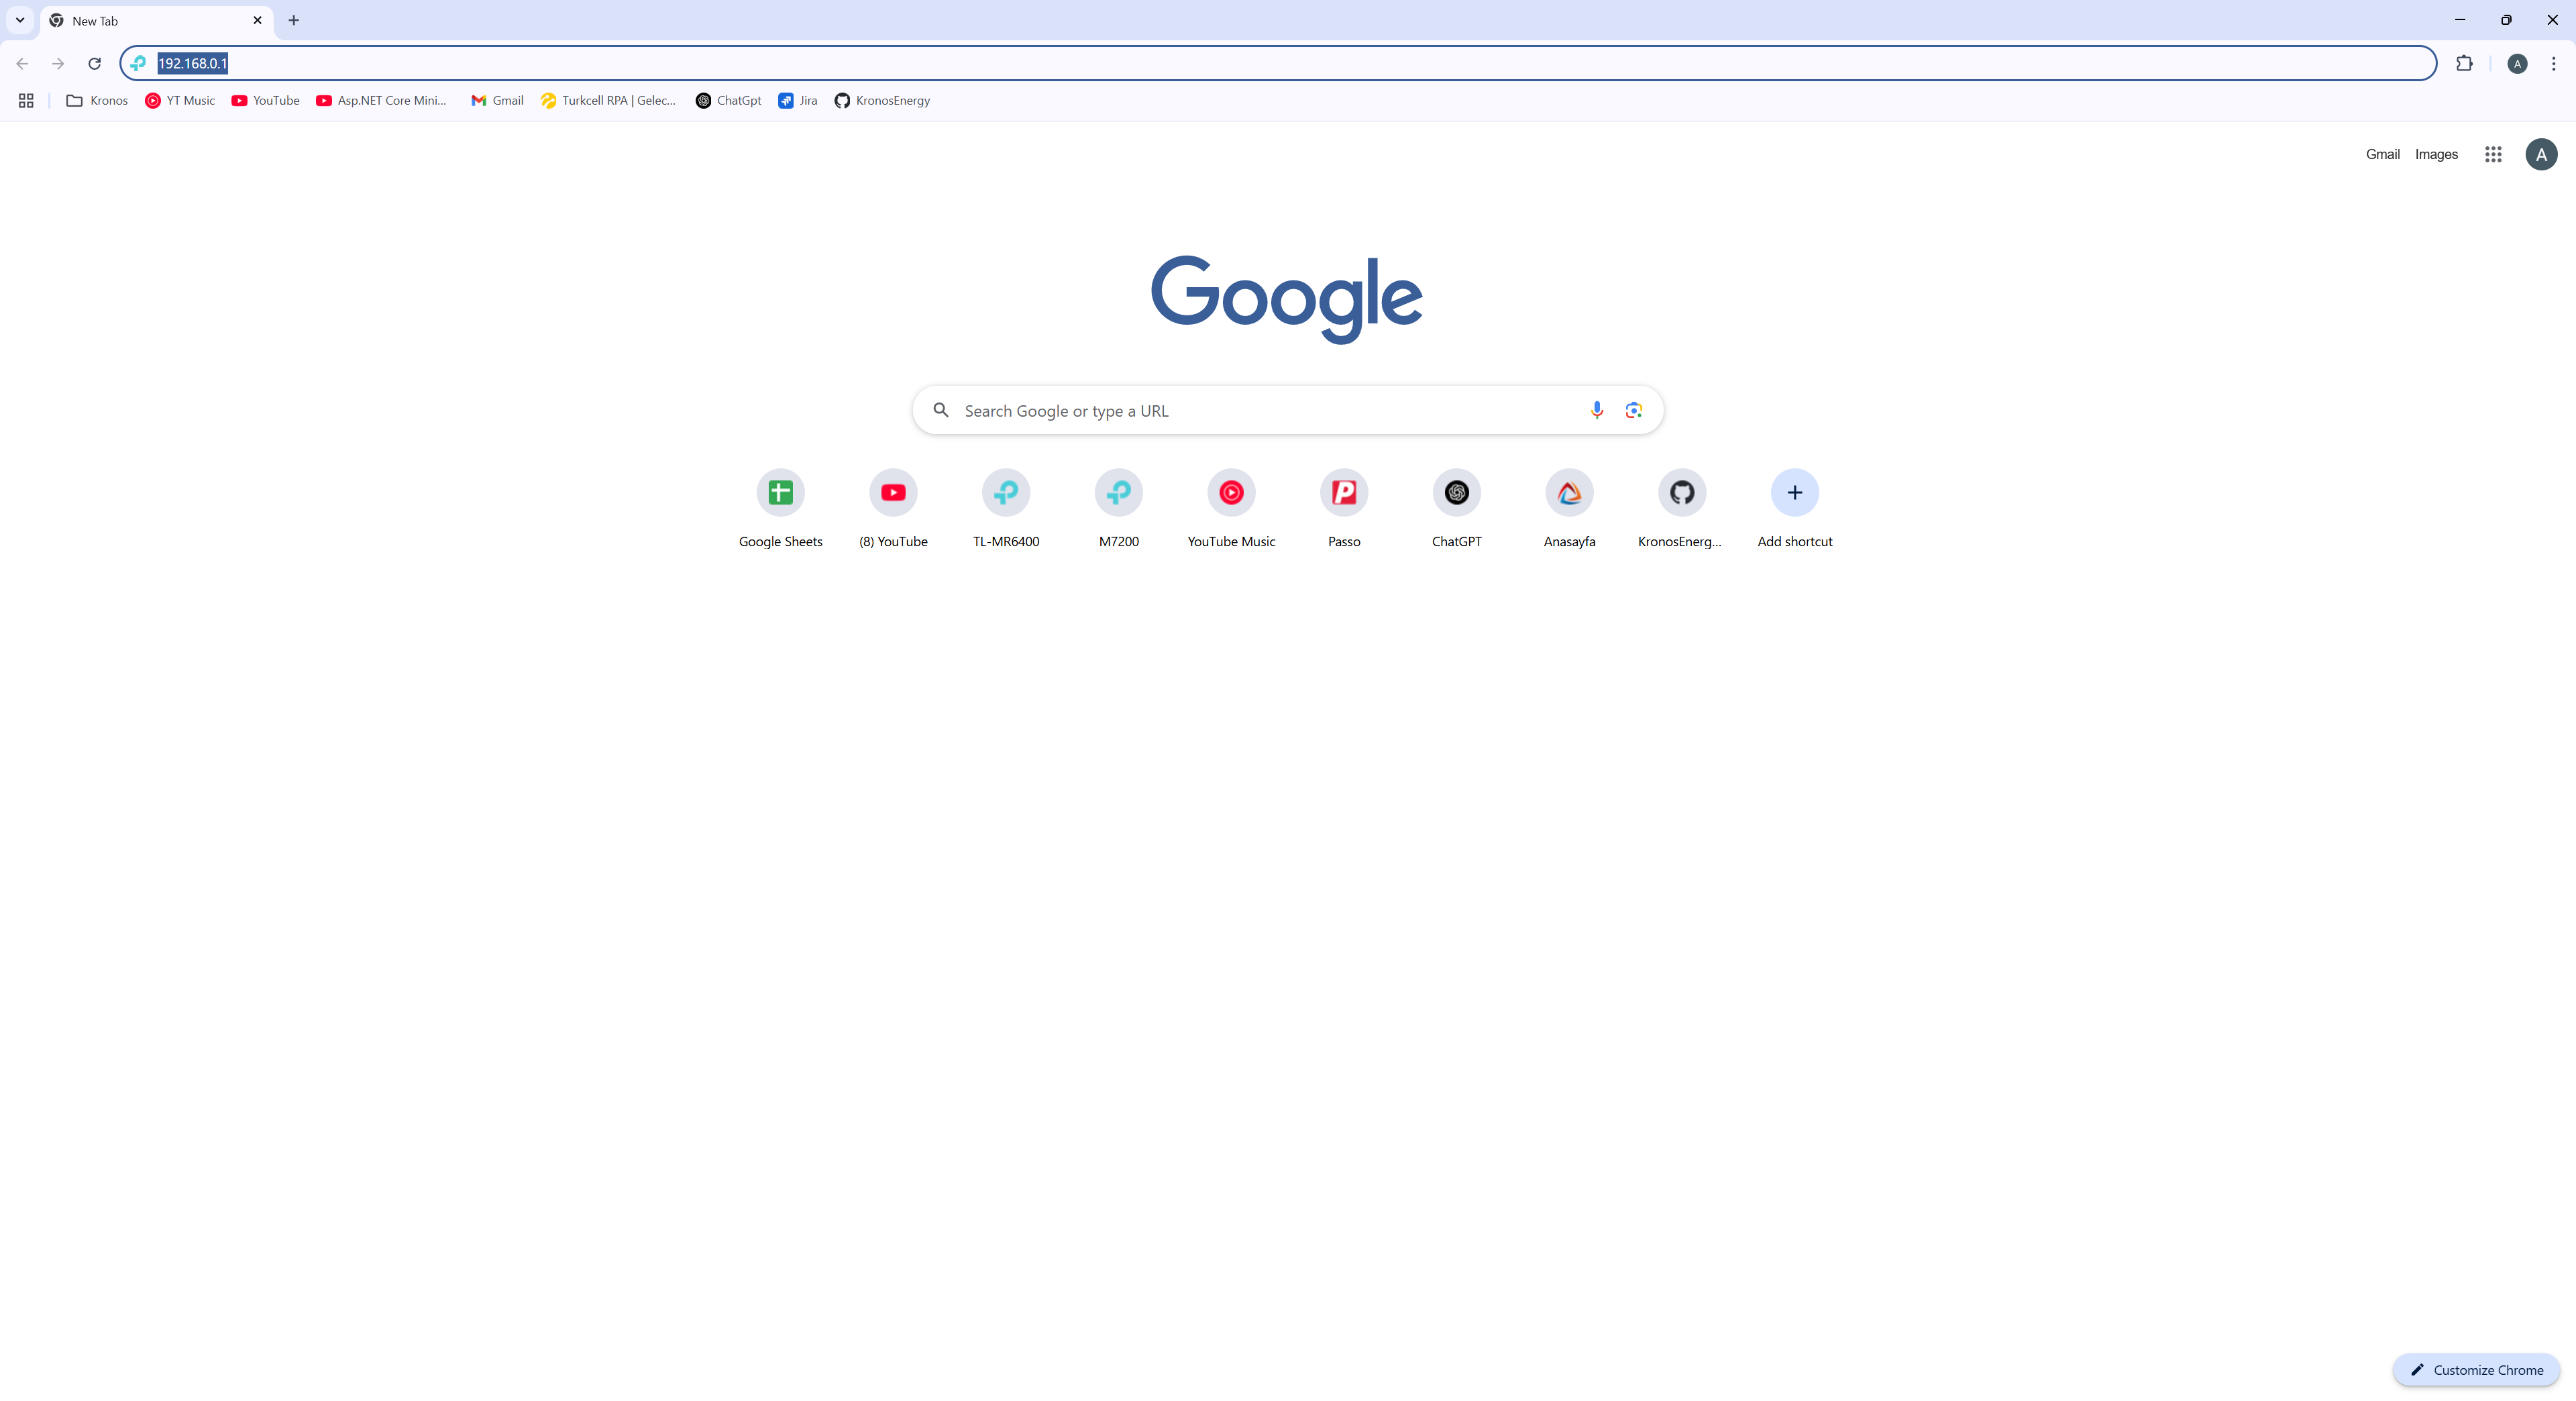 New Tab
192.168.0.1
Kronos YT Music YouTube Asp.NET Core Mini... Gmail Turkcell RPA | Gelec... ChatGpt Jira KronosEnergy
A
Gmail Images A
Google
Search Google or type a URL
Google Sheets (8) YouTube TL-MR6400 M7200 YouTube Music Passo ChatGPT Anasayfa KronosEnerg... Add shortcut
Customize Chrome